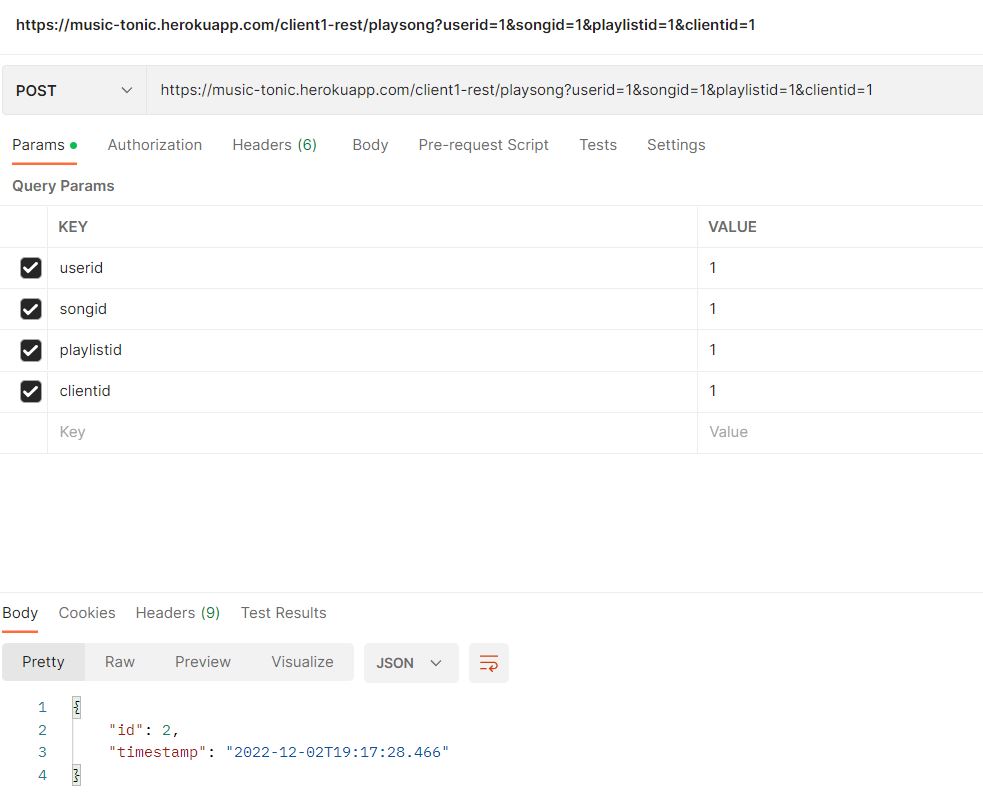 https://music-tonic.herokuapp.com/client1-rest/playsong?userid=1&songid=1&playlistid=1&clientid=1
POST https://music-tonic.herokuapp.com/client1-rest/playsong?userid=1&songid=1&playlistid=1&clientid=1
Params Authorization Headers (6) Body Pre-request Script Tests Settings
Query Params
KEY VALUE
userid 1
songid 1
playlistid 1
clientid 1
Key Value
Body Cookies Headers (9) Test Results
Pretty Raw Preview Visualize JSON
1 {
2 "id": 2,
3 "timestamp": "2022-12-02T19:17:28.466"
4 }